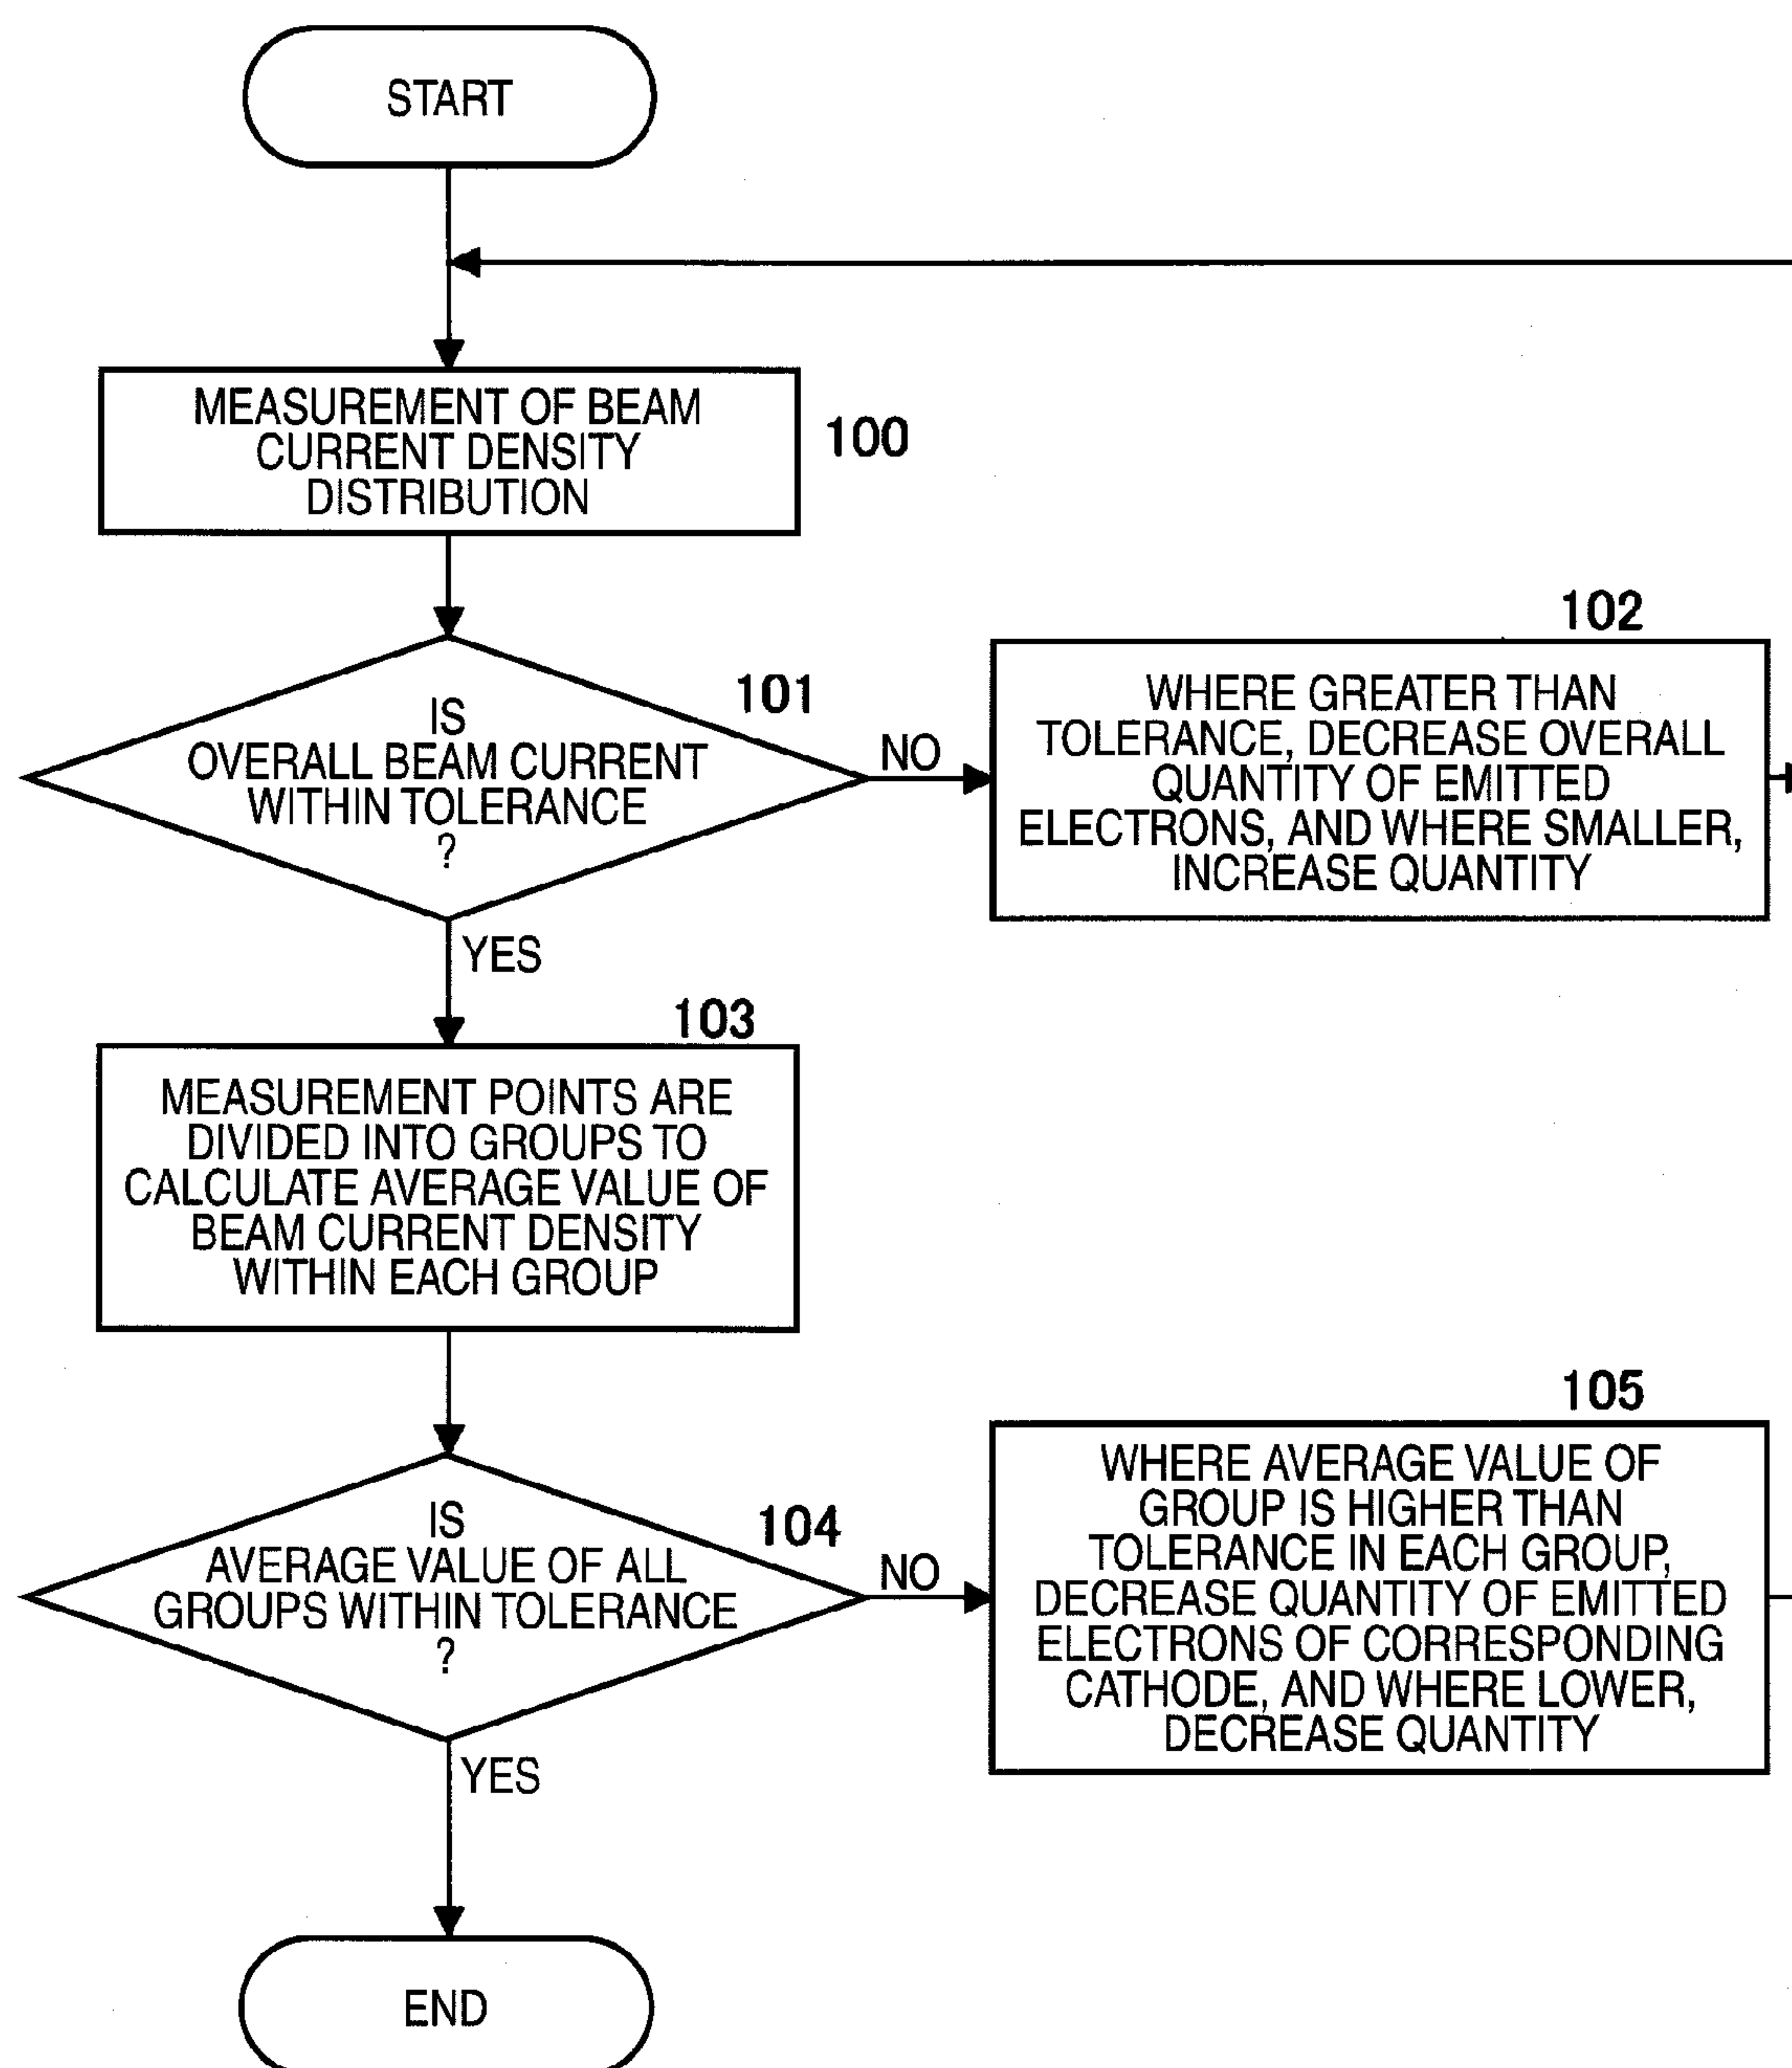 START
MEASUREMENT OF BEAM
CURRENT DENSITY
DISTRIBUTION
100
IS
OVERALL BEAM CURRENT
WITHIN TOLERANCE
?
101
NO
YES
102
WHERE GREATER THAN
TOLERANCE, DECREASE OVERALL
QUANTITY OF EMITTED
ELECTRONS, AND WHERE SMALLER,
INCREASE QUANTITY
103
MEASUREMENT POINTS ARE
DIVIDED INTO GROUPS TO
CALCULATE AVERAGE VALUE OF
BEAM CURRENT DENSITY
WITHIN EACH GROUP
IS
AVERAGE VALUE OF ALL
GROUPS WITHIN TOLERANCE
?
104
NO
YES
105
WHERE AVERAGE VALUE OF
GROUP IS HIGHER THAN
TOLERANCE IN EACH GROUP,
DECREASE QUANTITY OF EMITTED
ELECTRONS OF CORRESPONDING
CATHODE, AND WHERE LOWER,
DECREASE QUANTITY
END